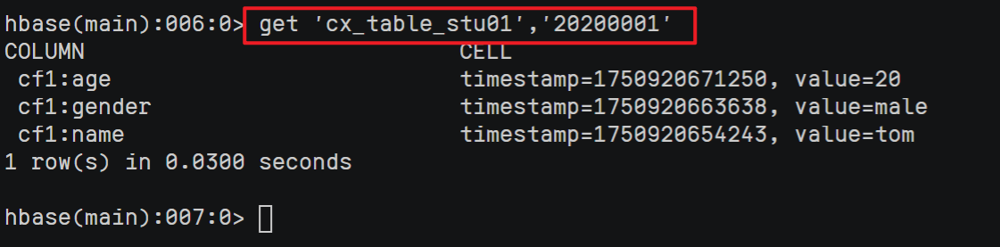 hbase(main):006:0> get 'cx_table_stu01','20200001'
COLUMN                             CELL
 cf1:age                           timestamp=1750920671250, value=20
 cf1:gender                        timestamp=1750920663638, value=male
 cf1:name                          timestamp=1750920654243, value=tom
1 row(s) in 0.0300 seconds
hbase(main):007:0>